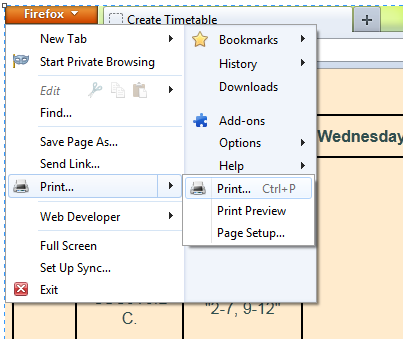 Firefox
Create Timetable
New Tab
Start Private Browsing
Edit
Find...
Save Page As...
Send Link...
Print...
Web Developer
Full Screen
Set Up Sync...
Exit
Bookmarks
History
Downloads
Add-ons
Options
Help
Print... Ctrl+P
Print Preview
Page Setup...
Wednesday
C.
"2-7, 9-12"